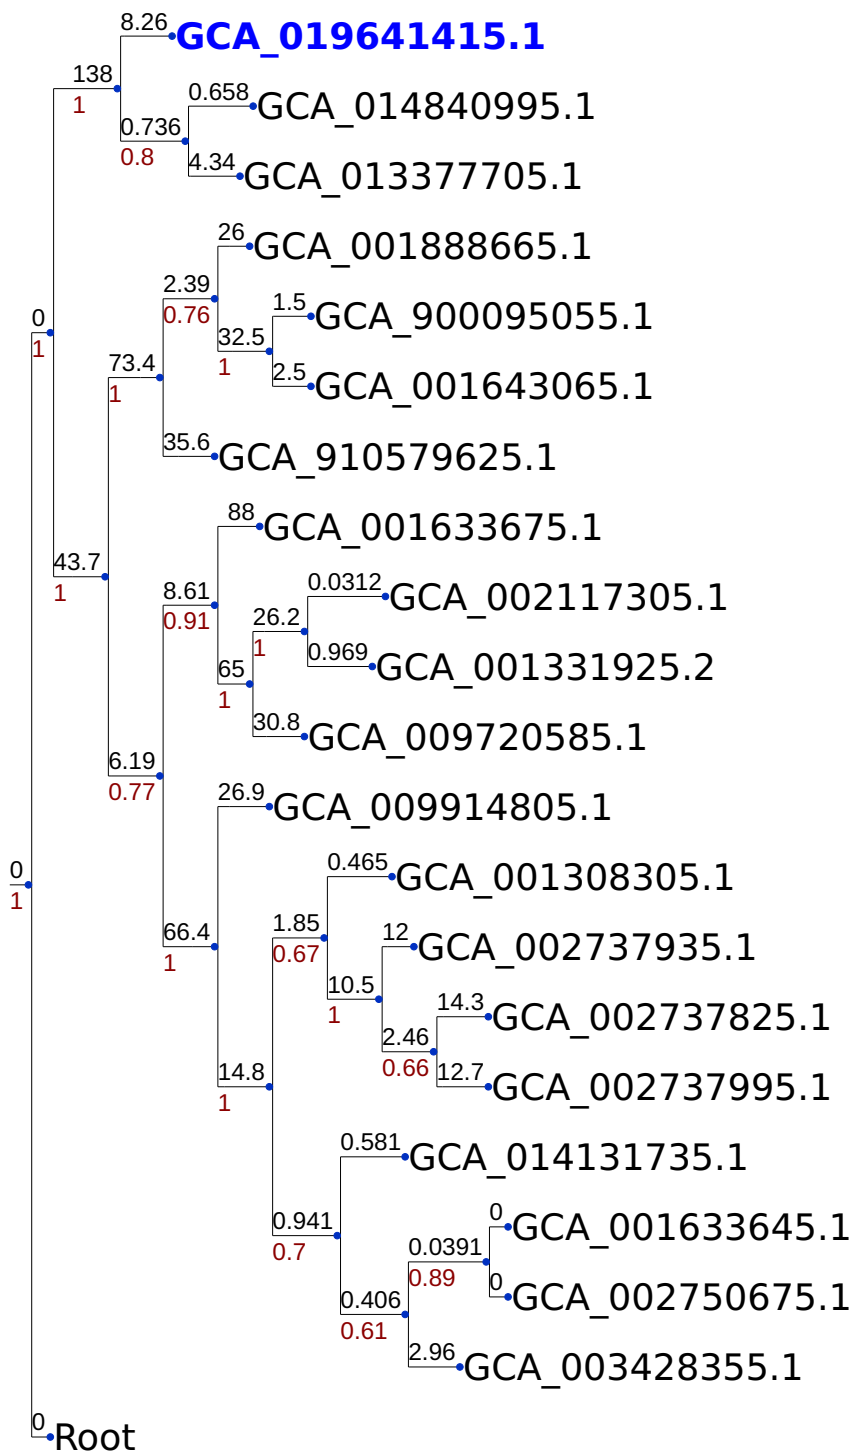 8.26
GCA_019641415.1
138
1
0.658
GCA_014840995.1
0.736
0.8
4.34
GCA_013377705.1
26
GCA_001888665.1
2.39
0.76
1.5
GCA_900095055.1
0
1
32.5
1
73.4
1
2.5
GCA_001643065.1
35.6
GCA_910579625.1
88
GCA_001633675.1
43.7
1
8.61
0.91
0.0312
GCA_002117305.1
26.2
1
0.969
GCA_001331925.2
65
1
30.8
GCA_009720585.1
6.19
0.77
26.9
GCA_009914805.1
0
1
0.465
GCA_001308305.1
1.85
0.67
12
GCA_002737935.1
66.4
1
10.5
1
14.3
GCA_002737825.1
2.46
0.66
14.8
1
12.7
GCA_002737995.1
0.581
GCA_014131735.1
0.941
0.7
0
GCA_001633645.1
0.0391
0.89
0
GCA_002750675.1
0.406
0.61
2.96
GCA_003428355.1
0
Root